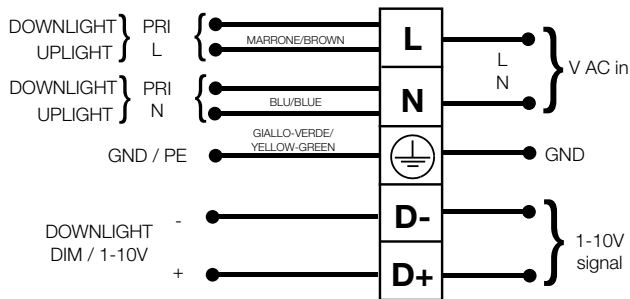 DOWNLIGHT
UPLIGHT
PRI
L
MARRONE/BROWN
L
L
N
V AC in
DOWNLIGHT
UPLIGHT
PRI
N
BLU/BLUE
N
GND / PE
GIALLO-VERDE/
YELLOW-GREEN
GND
DOWNLIGHT
DIM / 1-10V
-
+
D-
D+
1-10V
signal